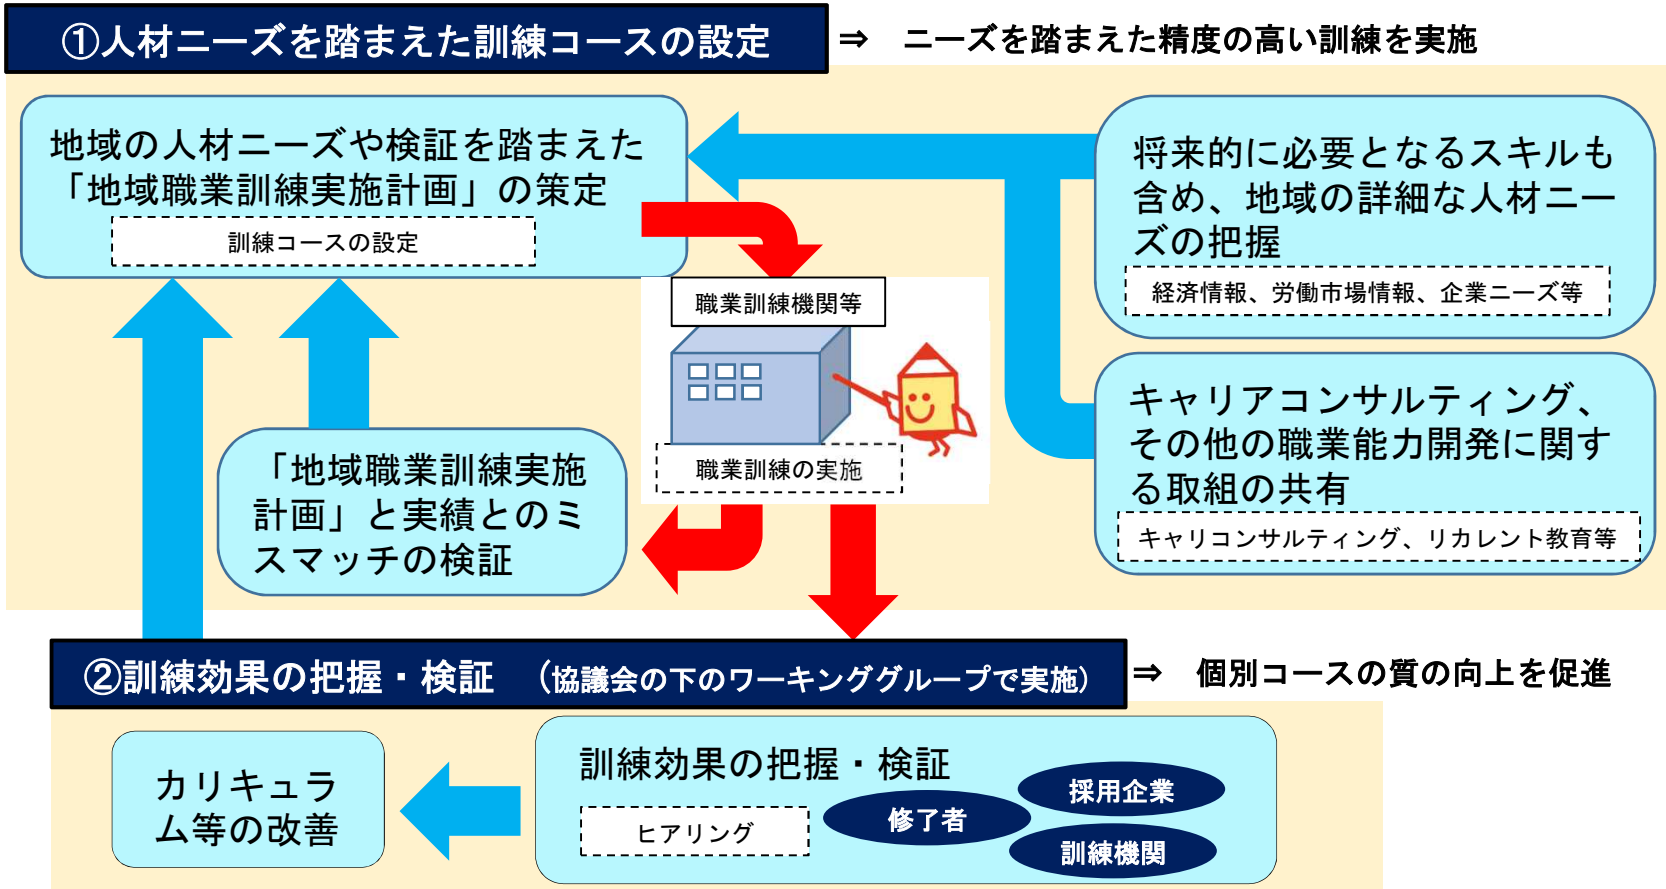 ①人材ニーズを踏まえた訓練コースの設定
⇒　ニーズを踏まえた精度の高い訓練を実施
地域の人材ニーズや検証を踏まえた
「地域職業訓練実施計画」の策定
訓練コースの設定
将来的に必要となるスキルも
含め、地域の詳細な人材ニー
ズの把握
経済情報、労働市場情報、企業ニーズ等
職業訓練機関等
職業訓練の実施
キャリアコンサルティング、
その他の職業能力開発に関す
る取組の共有
キャリコンサルティング、リカレント教育等
「地域職業訓練実施
計画」と実績とのミ
スマッチの検証
②訓練効果の把握・検証　（協議会の下のワーキンググループで実施）
⇒　個別コースの質の向上を促進
カリキュラ
ム等の改善
訓練効果の把握・検証
ヒアリング
修了者
採用企業
訓練機関